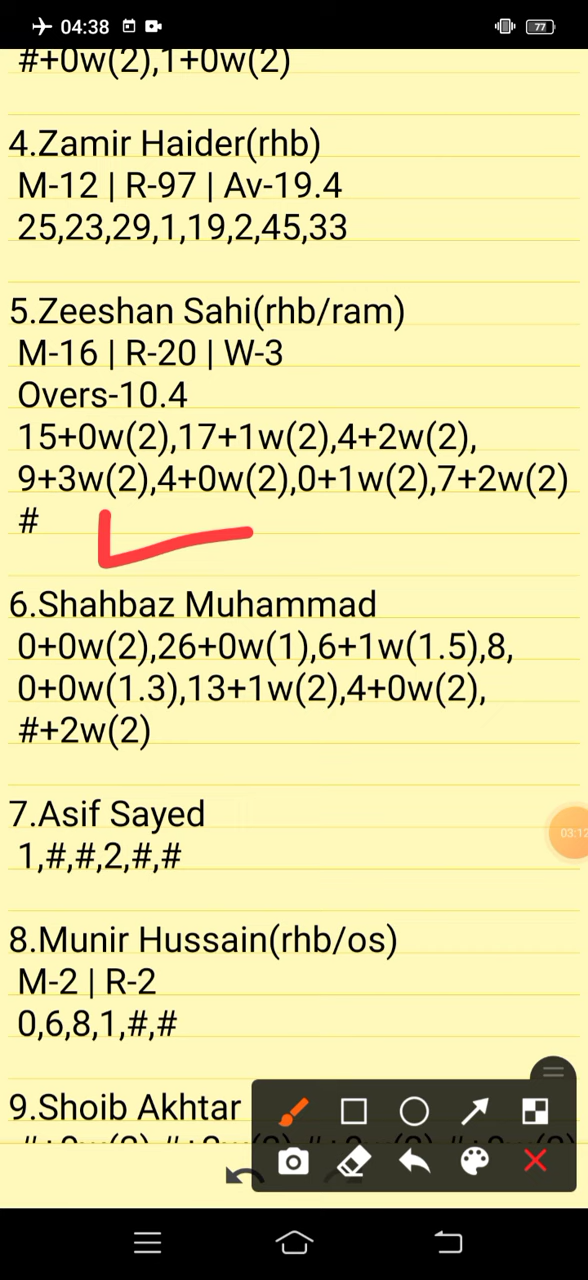 04:38
77
#+0w(2),1+0w(2)
4.Zamir Haider(rhb)
M-12 | R-97 | Av-19.4
25,23,29,1,19,2,45,33
5.Zeeshan Sahi(rhb/ram)
M-16 | R-20 | W-3
Overs-10.4
15+0w(2),17+1w(2),4+2w(2),
9+3w(2),4+0w(2),0+1w(2),7+2w(2)
#
6.Shahbaz Muhammad
0+0w(2),26+0w(1),6+1w(1.5),8,
0+0w(1.3),13+1w(2),4+0w(2),
#+2w(2)
7.Asif Sayed
1,#,#,2,#,#
03:12
8.Munir Hussain(rhb/os)
M-2 | R-2
0,6,8,1,#,#
9.Shoib Akhtar